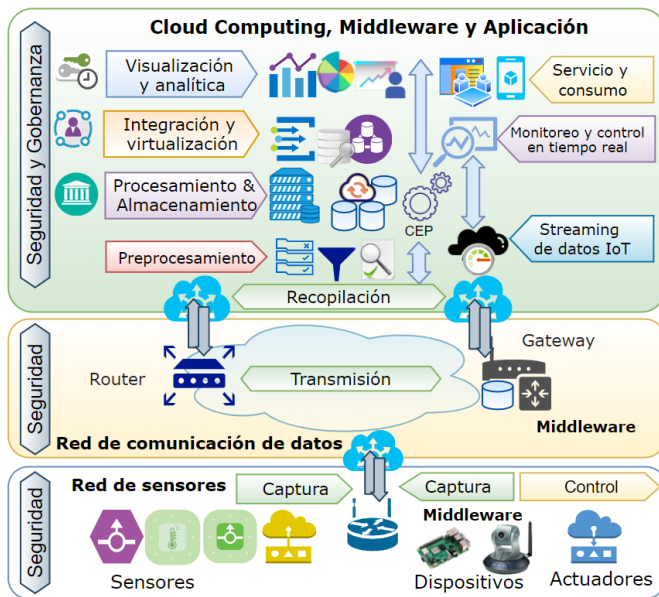 Cloud Computing, Middleware y Aplicación
Seguridad y Gobernanza
Visualización
y analítica
Servicio y
consumo
Integración y
virtualización
Monitoreo y control
en tiempo real
Procesamiento &
Almacenamiento
CEP
Streaming
de datos IoT
Preprocesamiento
Recopilación
Seguridad
Router
Transmisión
Gateway
Middleware
Red de comunicación de datos
Seguridad
Red de sensores
Captura
Captura
Control
Middleware
Sensores
Dispositivos
Actuadores